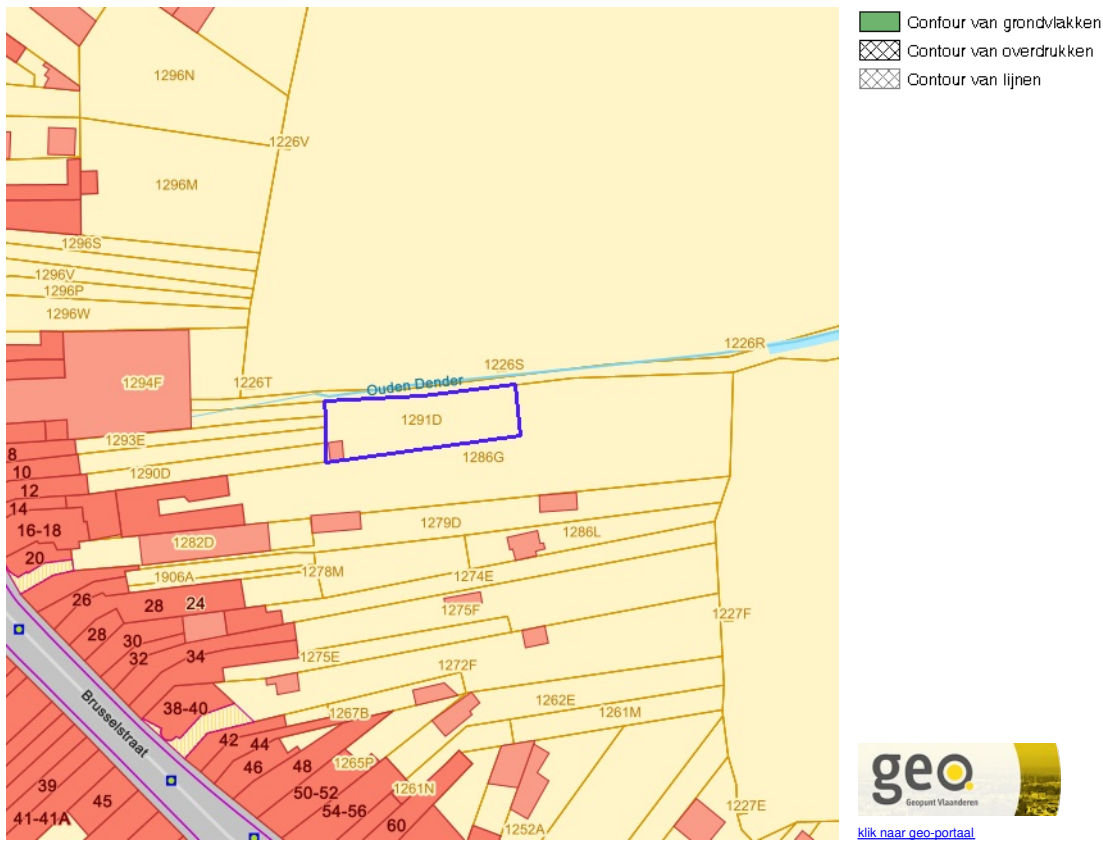 Contour van grondvlakken
Contour van overdrukken
Contour van lijnen
1296N
1226V
1296M
1296S
1296V
1296P
1296W
1226R
1226S
1294F
1226T
Ouden Dender
1291D
1293E
8
1286G
10
1290D
12
14
1279D
16-18
1286L
1282D
20
1278M
1906A
1274E
26
28
24
1275F
1227F
28
30
32
34
1275E
1272F
1262E
38-40
1267B
1261M
Brusselstraat
42
44
46
48
1265P
39
50-52
1261N
45
54-56
1227E
41-41A
60
1252A
geo
Geopunt Vlaanderen
klik naar geo-portaal